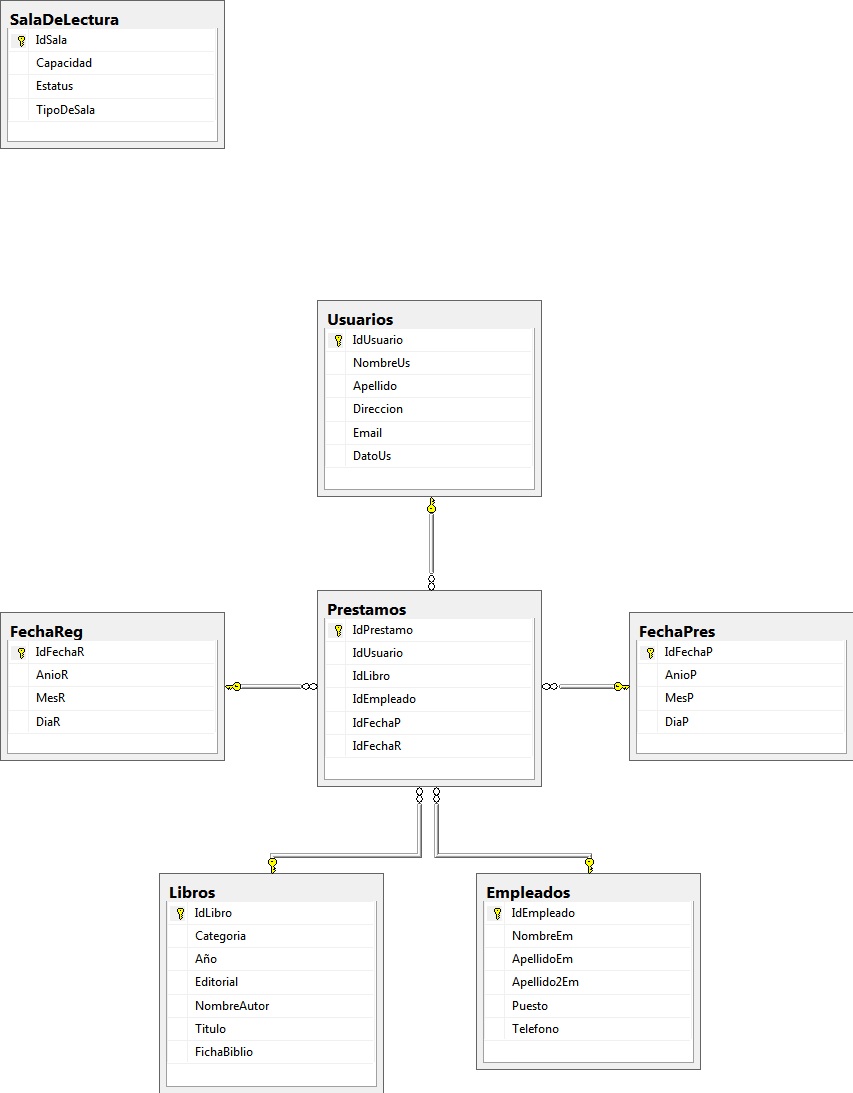 SalaDeLectura
IdSala
Capacidad
Estatus
TipoDeSala
Usuarios
IdUsuario
NombreUs
Apellido
Direccion
Email
DatoUs
FechaReg
IdFechaR
AnioR
MesR
DiaR
Prestamos
IdPrestamo
IdUsuario
IdLibro
IdEmpleado
IdFechaP
IdFechaR
FechaPres
IdFechaP
AnioP
MesP
DiaP
Libros
IdLibro
Categoria
Año
Editorial
NombreAutor
Titulo
FichaBiblio
Empleados
IdEmpleado
NombreEm
ApellidoEm
Apellido2Em
Puesto
Telefono